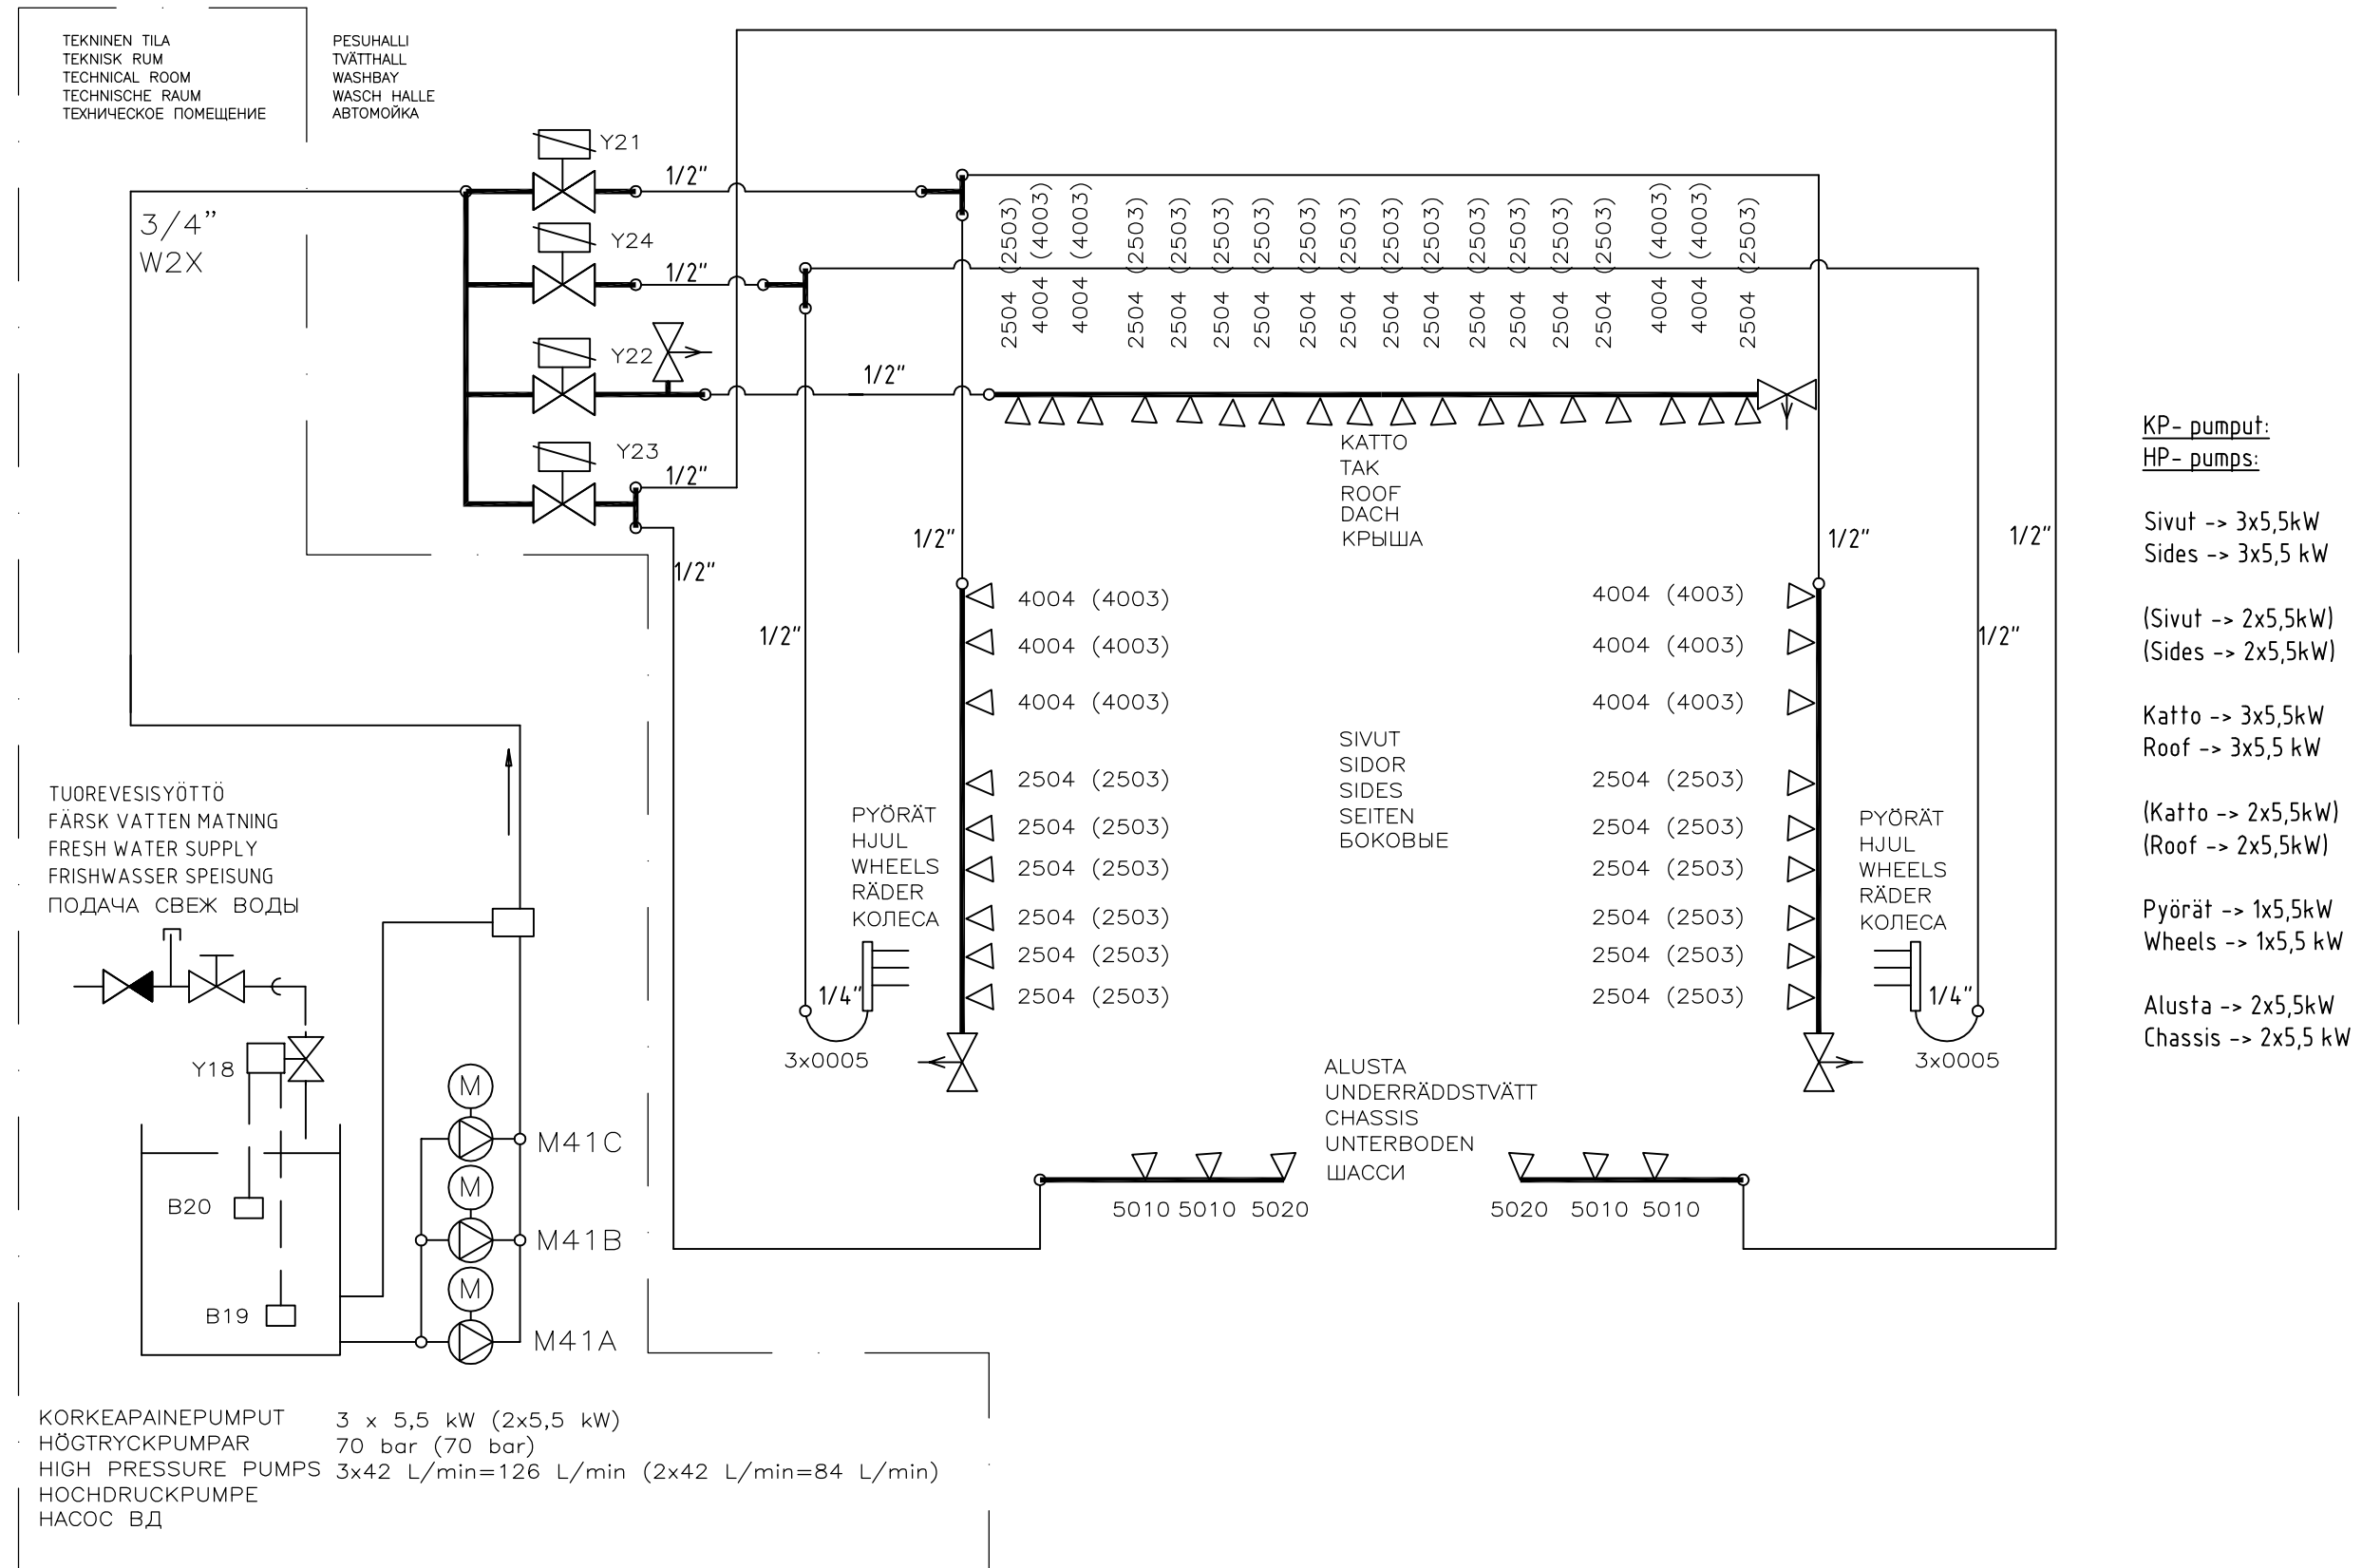 TEKNINEN TILA
TEKNISK RUM
TECHNICAL ROOM
TECHNISCHE RAUM
ТЕХНИЧЕСКОЕ ПОМЕЩЕНИЕ
PESUHALLI
TVÄTTHALL
WASHBAY
WASCH HALLE
АВТОМОЙКА
Y21
1/2"
3/4"
W2X
Y24
1/2"
Y22
1/2"
Y23
1/2"
1/2"
2504 (2503)
4004 (4003)
4004 (4003)
2504 (2503)
2504 (2503)
2504 (2503)
2504 (2503)
2504 (2503)
2504 (2503)
2504 (2503)
2504 (2503)
2504 (2503)
2504 (2503)
2504 (2503)
2504 (2503)
4004 (4003)
4004 (4003)
2504 (2503)
KATTO
TAK
ROOF
DACH
КРЫША
1/2"
1/2"
1/2"
1/2"
1/2"
4004 (4003)
4004 (4003)
4004 (4003)
2504 (2503)
2504 (2503)
2504 (2503)
2504 (2503)
2504 (2503)
2504 (2503)
4004 (4003)
4004 (4003)
4004 (4003)
2504 (2503)
2504 (2503)
2504 (2503)
2504 (2503)
2504 (2503)
2504 (2503)
SIVUT
SIDOR
SIDES
SEITEN
БОКОВЫЕ
PYÖRÄT
HJUL
WHEELS
RÄDER
КОЛЕСА
1/4"
3x0005
PYÖRÄT
HJUL
WHEELS
RÄDER
КОЛЕСА
1/4"
3x0005
TUOREVESISYÖTTÖ
FÄRSK VATTEN MATNING
FRESH WATER SUPPLY
FRISHWASSER SPEISUNG
ПОДАЧА СВЕЖ ВОДЫ
Y18
B20
B19
M
M41C
M
M41B
M
M41A
ALUSTA
UNDERRÄDDSTVÄTT
CHASSIS
UNTERBODEN
ШАССИ
5010 5010 5020
5020 5010 5010
KORKEAPAINEPUMPUT
HÖGTRYCKPUMPAR
HIGH PRESSURE PUMPS
HOCHDRUCKPUMPE
НАСОС ВД
3 x 5,5 kW (2x5,5 kW)
70 bar (70 bar)
3x42 L/min=126 L/min (2x42 L/min=84 L/min)
KP- pumput:
HP- pumps:
Sivut -> 3x5,5kW
Sides -> 3x5,5 kW
(Sivut -> 2x5,5kW)
(Sides -> 2x5,5kW)
Katto -> 3x5,5kW
Roof -> 3x5,5 kW
(Katto -> 2x5,5kW)
(Roof -> 2x5,5kW)
Pyörät -> 1x5,5kW
Wheels -> 1x5,5 kW
Alusta -> 2x5,5kW
Chassis -> 2x5,5 kW